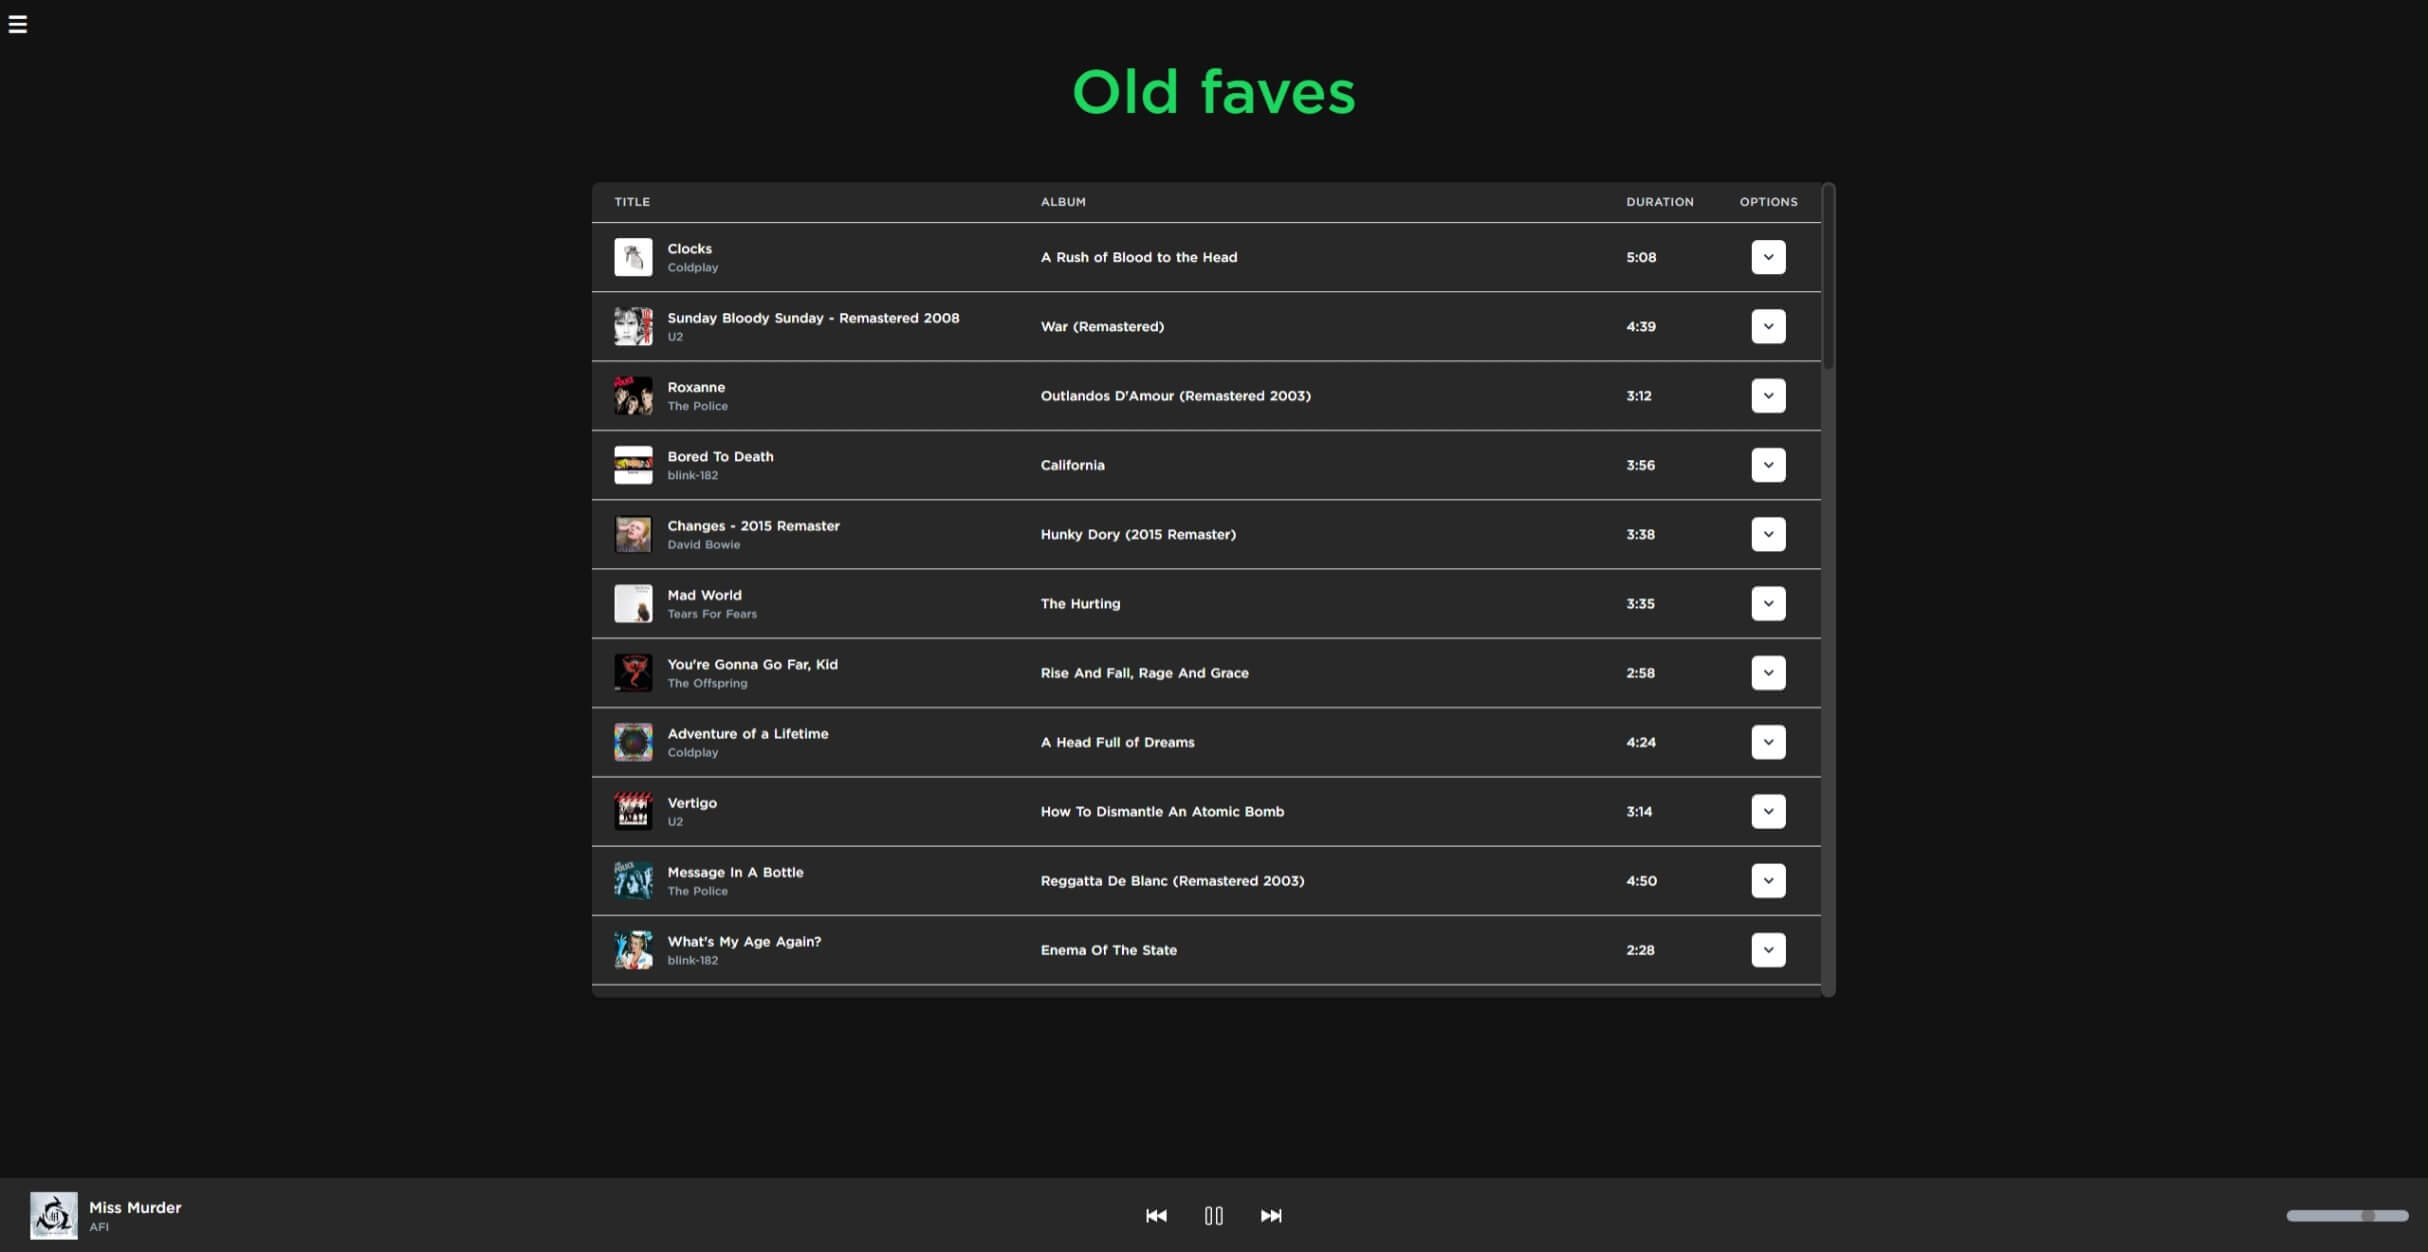 Old faves
TITLE ALBUM DURATION OPTIONS
Clocks
Coldplay
A Rush of Blood to the Head
5:08
Sunday Bloody Sunday - Remastered 2008
U2
War (Remastered)
4:39
Roxanne
The Police
Outlandos D'Amour (Remastered 2003)
3:12
Bored To Death
blink-182
California
3:56
Changes - 2015 Remaster
David Bowie
Hunky Dory (2015 Remaster)
3:38
Mad World
Tears For Fears
The Hurting
3:35
You're Gonna Go Far, Kid
The Offspring
Rise And Fall, Rage And Grace
2:58
Adventure of a Lifetime
Coldplay
A Head Full of Dreams
4:24
Vertigo
U2
How To Dismantle An Atomic Bomb
3:14
Message In A Bottle
The Police
Reggatta De Blanc (Remastered 2003)
4:50
What's My Age Again?
blink-182
Enema Of The State
2:28
Miss Murder
AFI